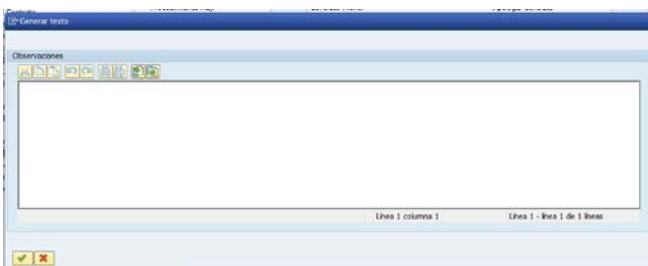 Generar texto
Observaciones
Línea 1 columna 1
Línea 1 - línea 1 de 1 líneas